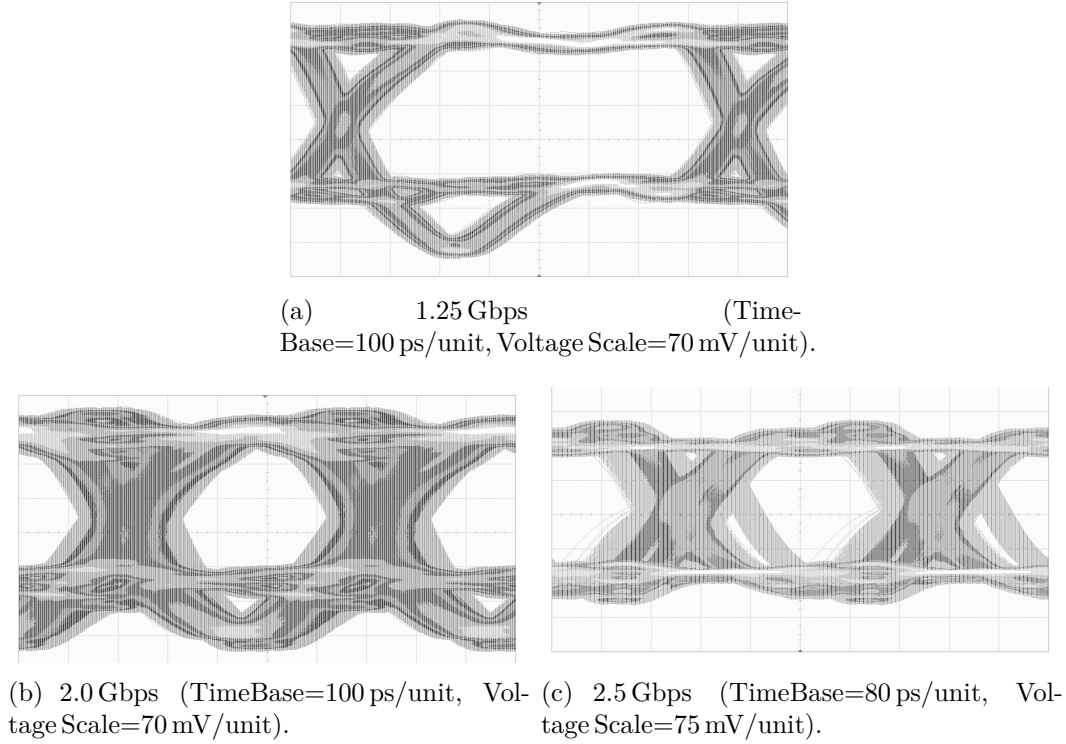 (a) 1.25 Gbps (Time-
Base=100 ps/unit, Voltage Scale=70 mV/unit).
(b) 2.0 Gbps (TimeBase=100 ps/unit, Vol-
tage Scale=70 mV/unit).
(c) 2.5 Gbps (TimeBase=80 ps/unit, Vol-
tage Scale=75 mV/unit).